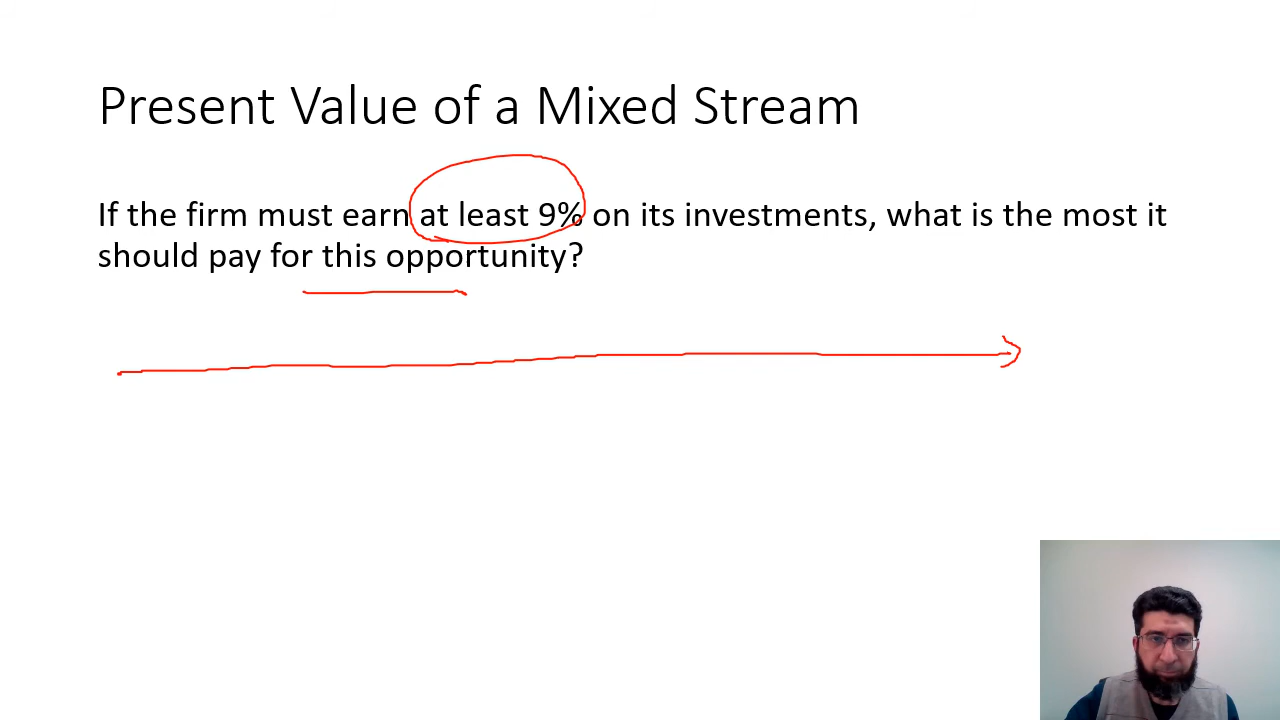 Present Value of a Mixed Stream
If the firm must earn at least 9% on its investments, what is the most it
should pay for this opportunity?